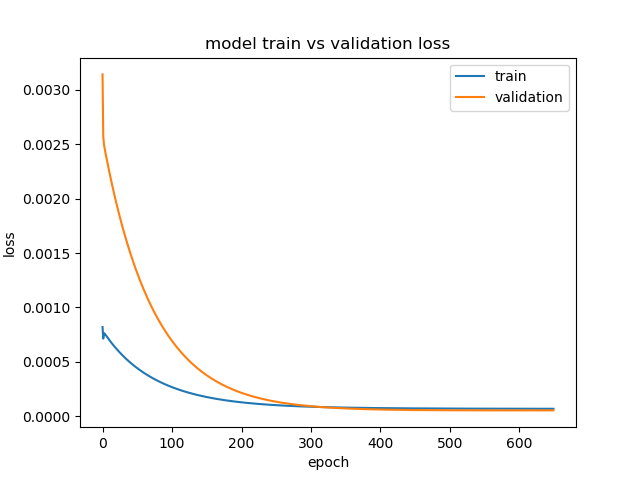 model train vs validation loss
train
validation
loss
0.0030
0.0025
0.0020
0.0015
0.0010
0.0005
0.0000
0 100 200 300 400 500 600
epoch